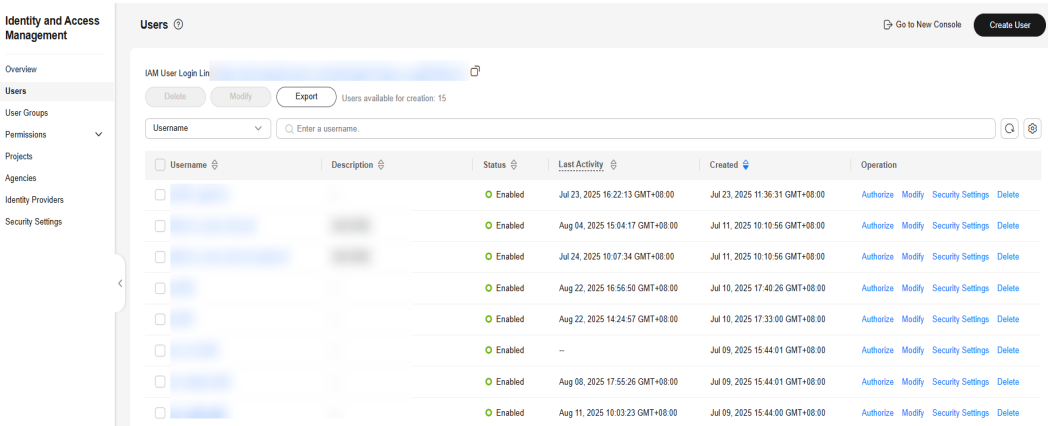 Identity and Access Management
Overview
Users
User Groups
Permissions
Projects
Agencies
Identity Providers
Security Settings
Users
Go to New Console
Create User
IAM User Login Lin
Delete Modify Export Users available for creation: 15
Username Enter a username.
Username Description Status Last Activity Created Operation
Enabled Jul 23, 2025 16:22:13 GMT+08:00 Jul 23, 2025 11:36:31 GMT+08:00 Authorize Modify Security Settings Delete
Enabled Aug 04, 2025 15:04:17 GMT+08:00 Jul 11, 2025 10:10:56 GMT+08:00 Authorize Modify Security Settings Delete
Enabled Jul 24, 2025 10:07:34 GMT+08:00 Jul 11, 2025 10:10:56 GMT+08:00 Authorize Modify Security Settings Delete
Enabled Aug 22, 2025 16:56:50 GMT+08:00 Jul 10, 2025 17:40:26 GMT+08:00 Authorize Modify Security Settings Delete
Enabled Aug 22, 2025 14:24:57 GMT+08:00 Jul 10, 2025 17:33:00 GMT+08:00 Authorize Modify Security Settings Delete
Enabled -- Jul 09, 2025 15:44:01 GMT+08:00 Authorize Modify Security Settings Delete
Enabled Aug 08, 2025 17:55:26 GMT+08:00 Jul 09, 2025 15:44:01 GMT+08:00 Authorize Modify Security Settings Delete
Enabled Aug 11, 2025 10:03:23 GMT+08:00 Jul 09, 2025 15:44:00 GMT+08:00 Authorize Modify Security Settings Delete